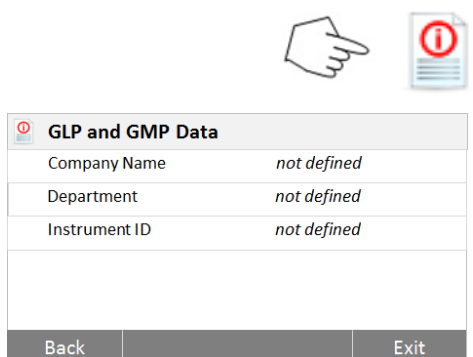 GLP and GMP Data
Company Name not defined
Department not defined
Instrument ID not defined
Back Exit